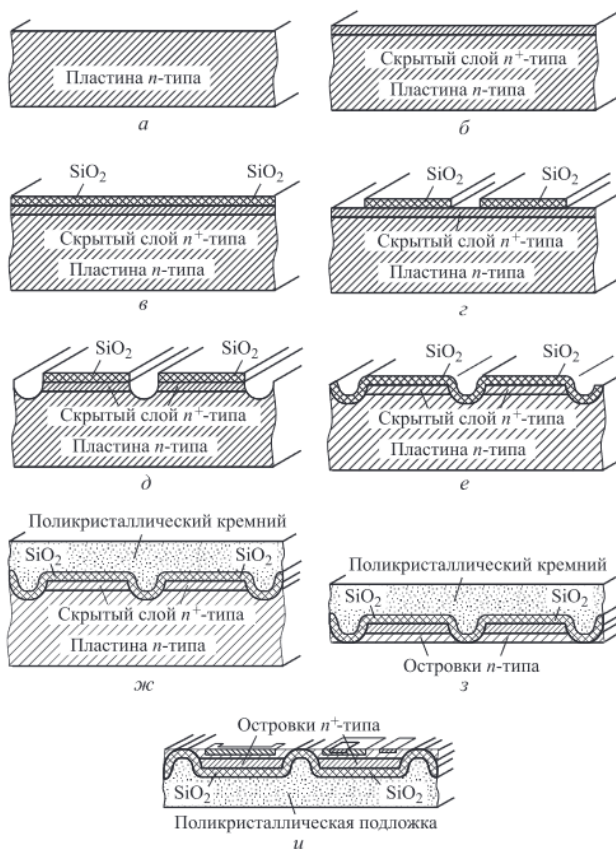 Пластина n-типа
а
Скрытый слой n⁺-типа
Пластина n-типа
б
SiO₂ SiO₂
Скрытый слой n⁺-типа
Пластина n-типа
в
SiO₂ SiO₂
Скрытый слой n⁺-типа
Пластина n-типа
г
SiO₂ SiO₂
Скрытый слой n⁺-типа
Пластина n-типа
д
SiO₂ SiO₂
Скрытый слой n⁺-типа
Пластина n-типа
е
Поликристаллический кремний
SiO₂ SiO₂
Скрытый слой n⁺-типа
Пластина n-типа
ж
Поликристаллический кремний
SiO₂ SiO₂
Островки n-типа
з
Островки n⁺-типа
SiO₂ SiO₂
Поликристаллическая подложка
и